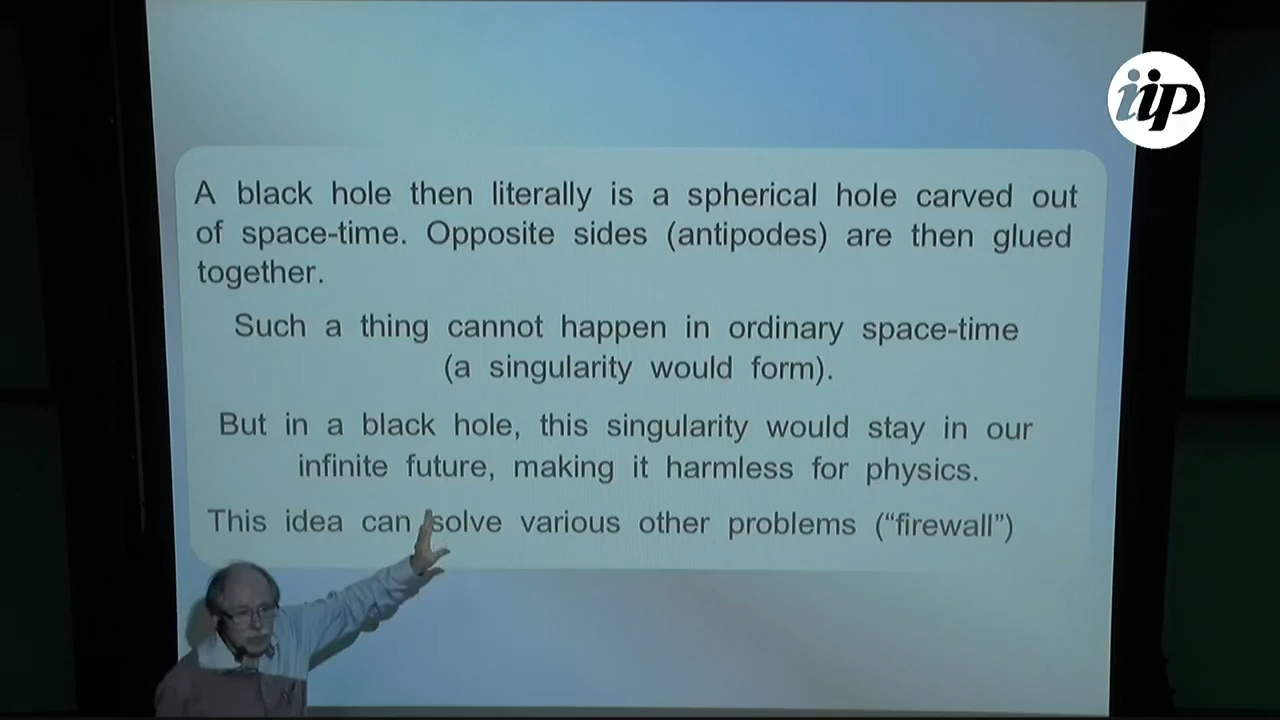 iip
A black hole then literally is a spherical hole carved out
of space-time. Opposite sides (antipodes) are then glued
together.
Such a thing cannot happen in ordinary space-time
(a singularity would form).
But in a black hole, this singularity would stay in our
infinite future, making it harmless for physics.
This idea can solve various other problems (“firewall”)